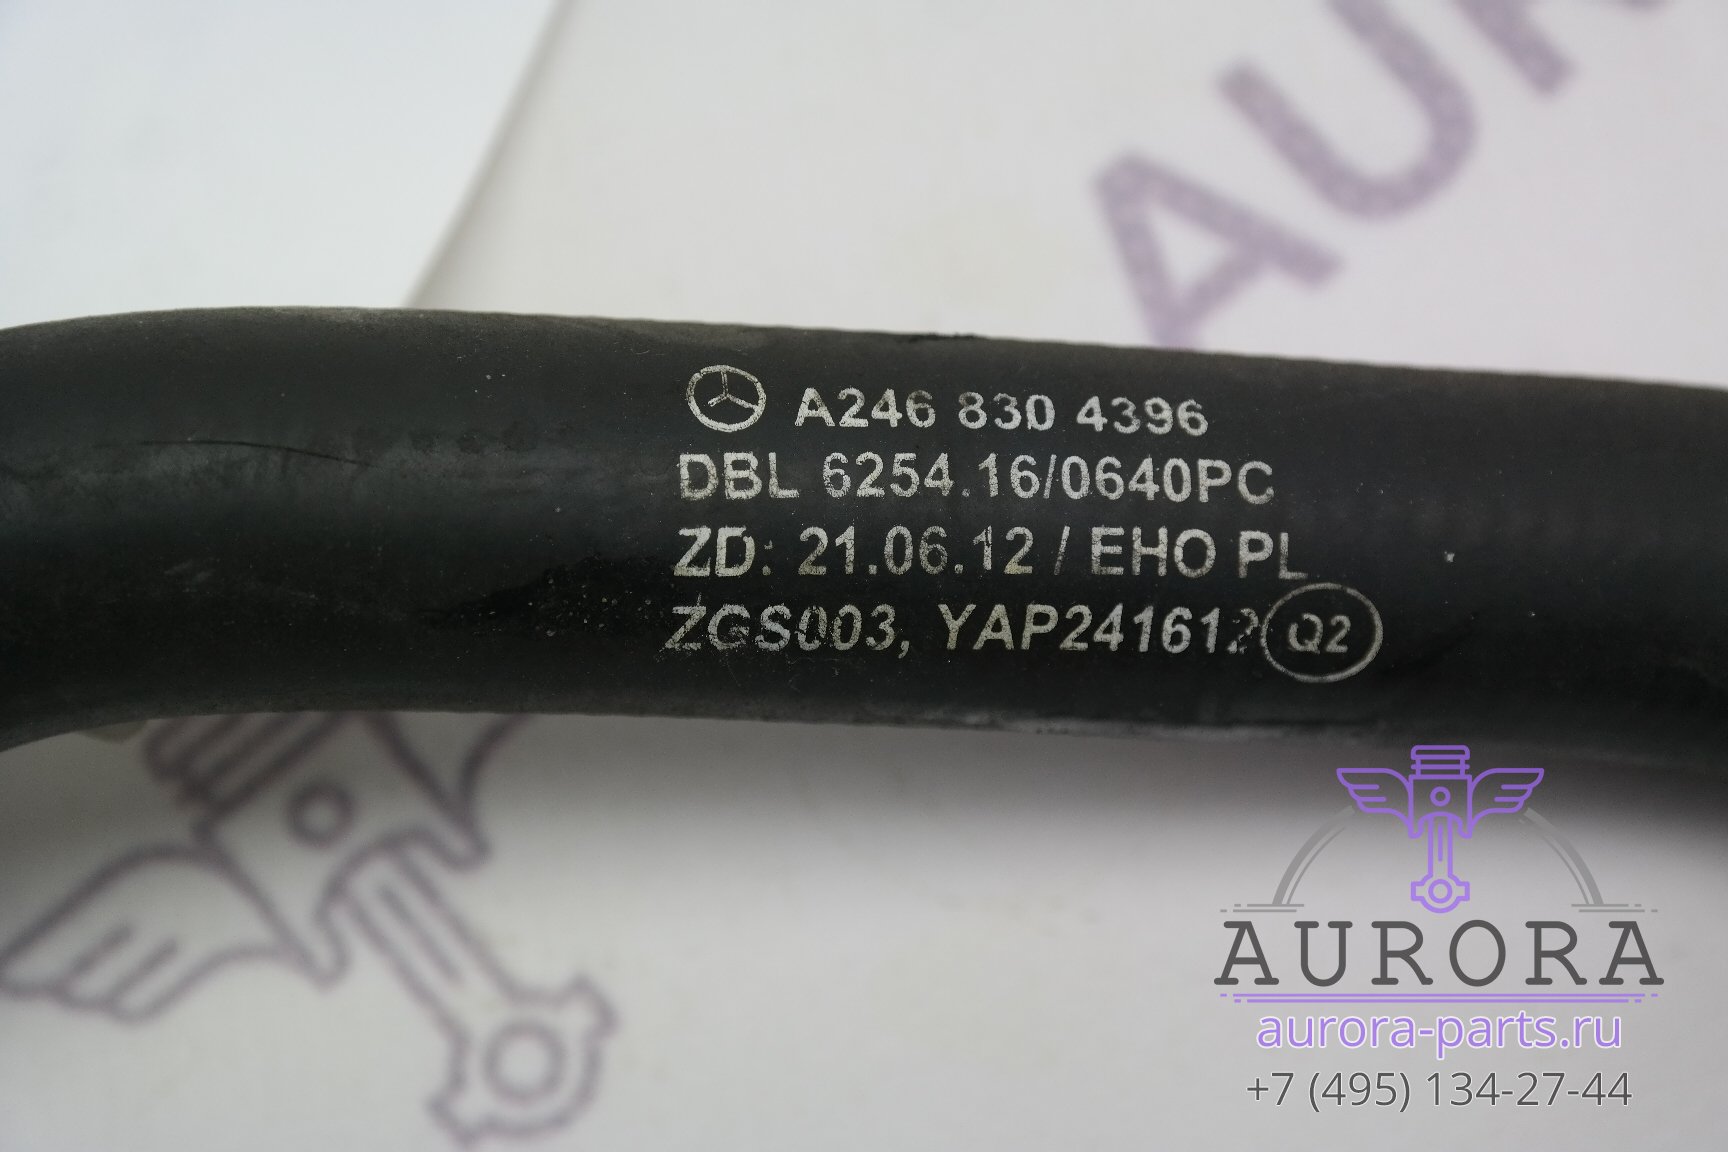 AUR
A246 830 4396
DBL 6254.16/0640PC
ZD: 21.06.12 / EHO PL
ZGS003, YAP241612 Q2
AURORA
aurora-parts.ru
+7 (495) 134-27-44